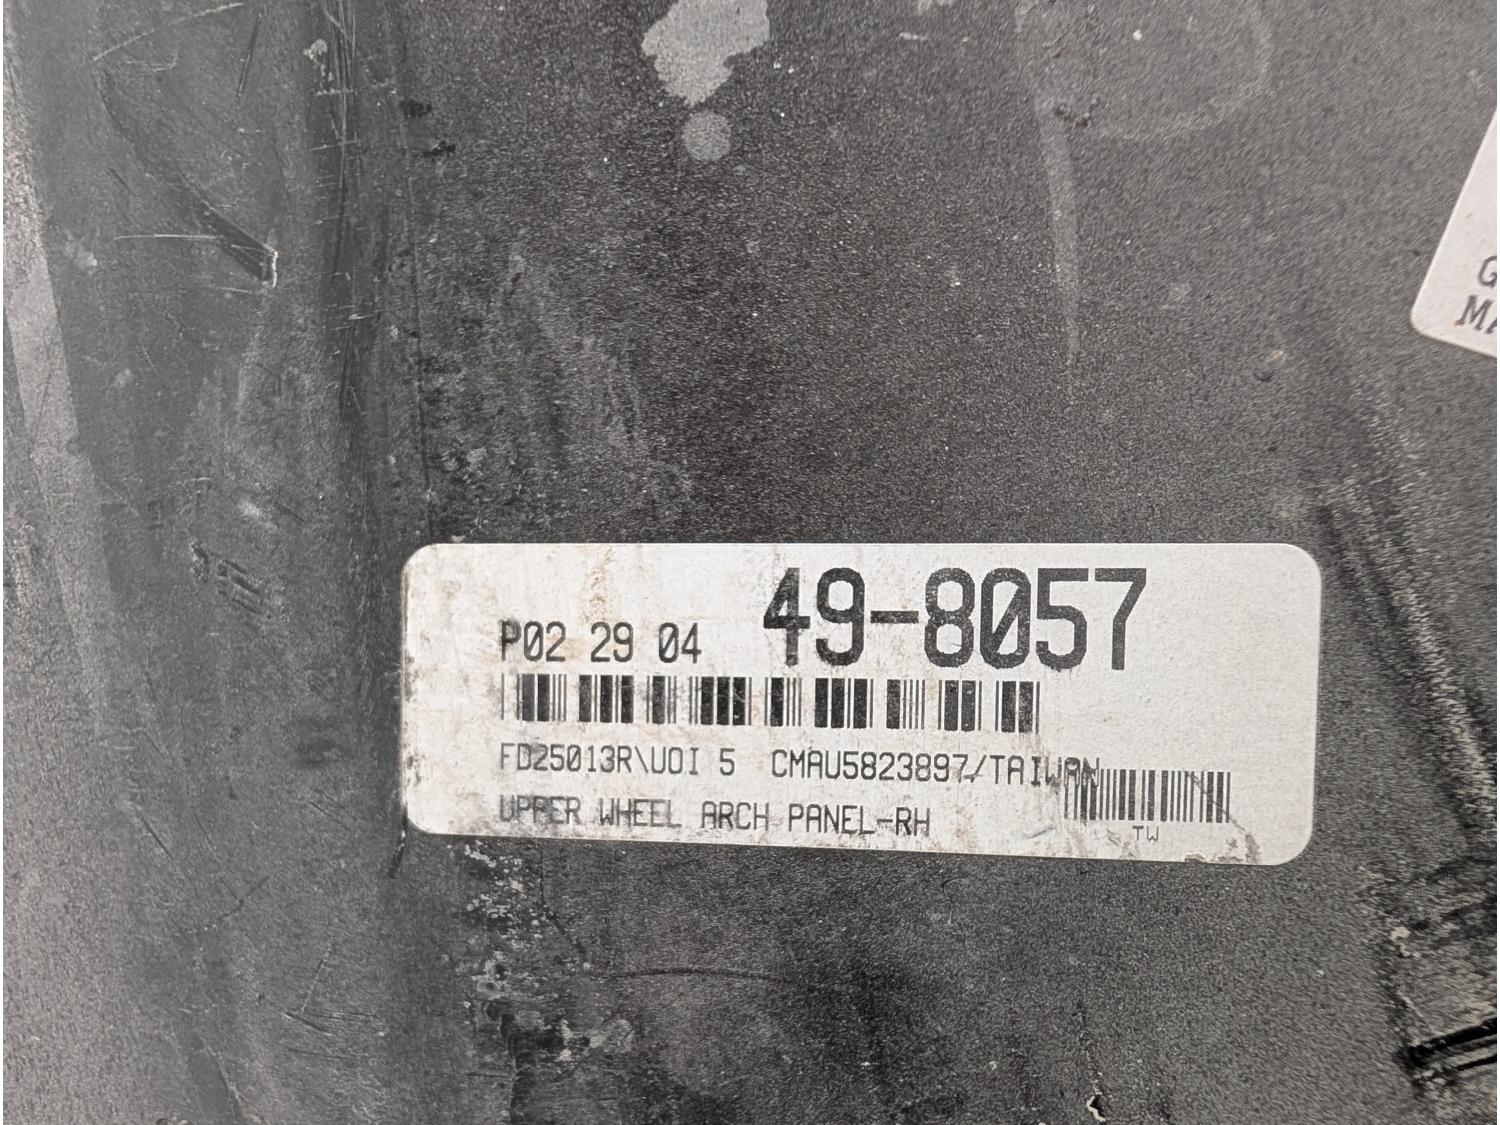 P02 29 04 49-8057
FD25013R\UOI 5 CMAU5823897/TAIWAN
UPPER WHEEL ARCH PANEL-RH
TW